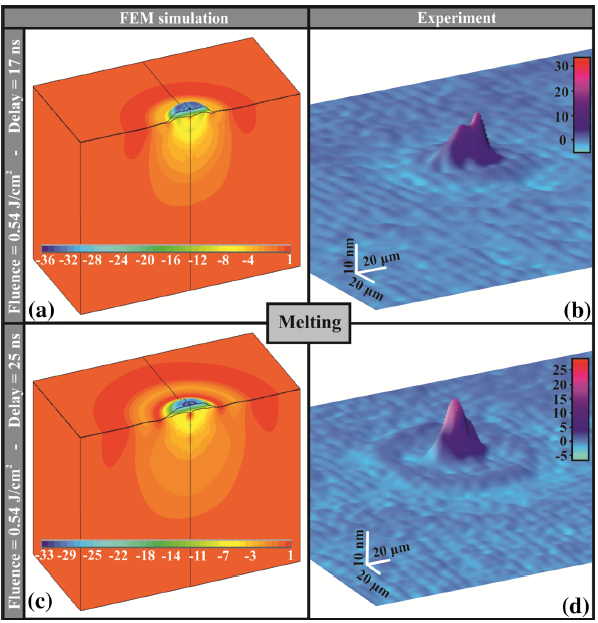 FEM simulation
Experiment
Fluence = 0.54 J/cm² - Delay = 17 ns
-36 -32 -28 -24 -20 -16 -12 -8 -4 1
(a)
30
20
10
0
10 nm
20 µm
20 µm
(b)
Melting
Fluence = 0.54 J/cm² - Delay = 25 ns
-33 -29 -25 -22 -18 -14 -11 -7 -3 1
(c)
25
20
15
10
5
0
-5
10 nm
20 µm
20 µm
(d)